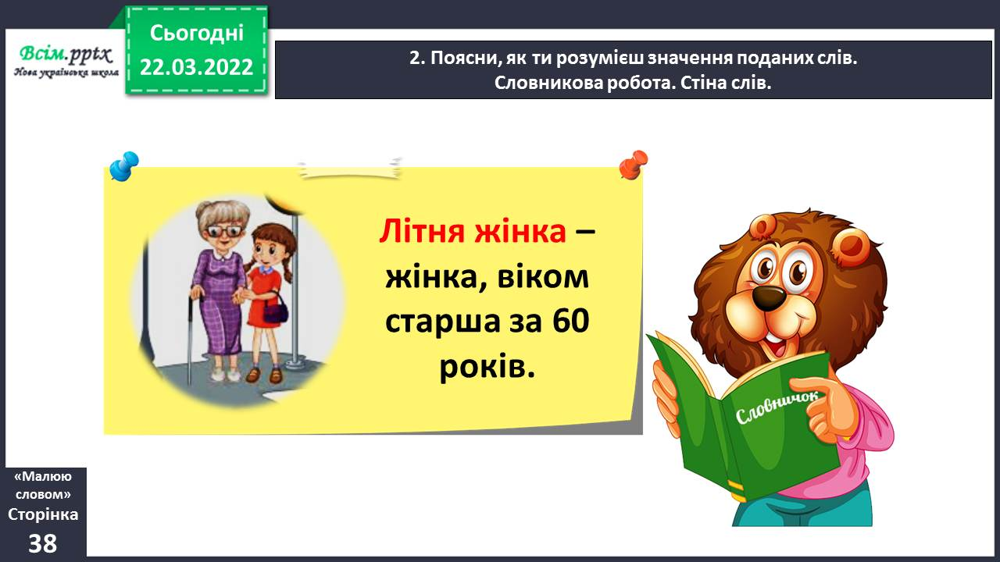 Всім.pptx
Нова українська школа
Сьогодні
22.03.2022
2. Поясни, як ти розумієш значення поданих слів.
Словникова робота. Стіна слів.
Літня жінка –
жінка, віком
старша за 60
років.
Словничок
«Малюю
словом»
Сторінка
38